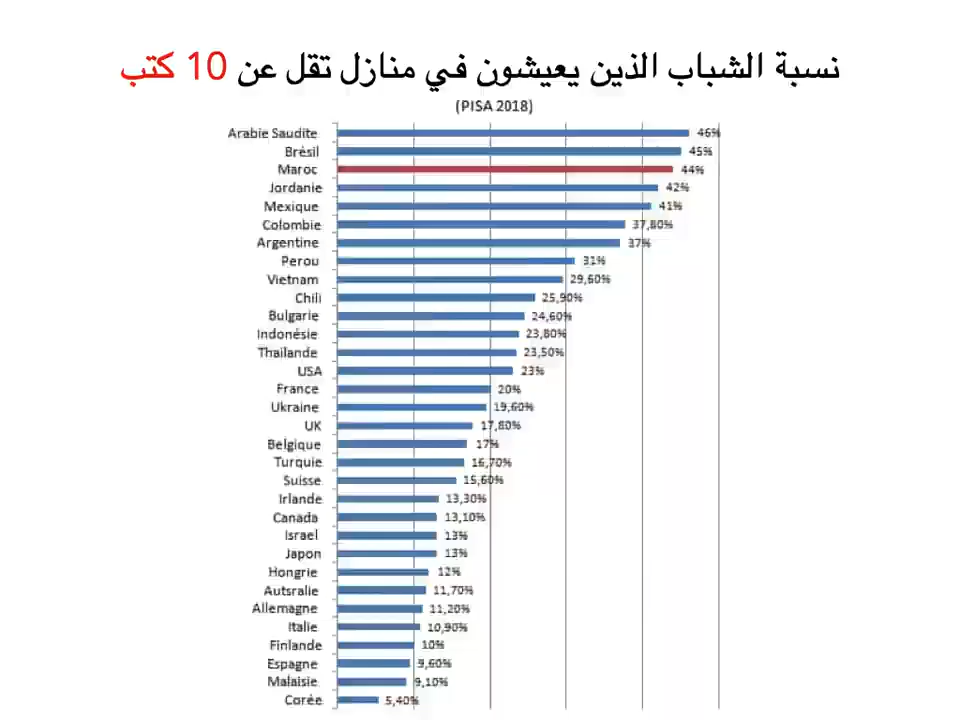 نسبة الشباب الذين يعيشون في منازل تقل عن 10 كتب
(PISA 2018)
Arabie Saudite 46%
Brésil 45%
Maroc 44%
Jordanie 42%
Mexique 41%
Colombie 37,80%
Argentine 37%
Perou 31%
Vietnam 29,60%
Chili 25,90%
Bulgarie 24,60%
Indonésie 23,80%
Thailande 23,50%
USA 23%
France 20%
Ukraine 19,60%
UK 17,80%
Belgique 17%
Turquie 16,70%
Suisse 15,60%
Irlande 13,30%
Canada 13,10%
Israel 13%
Japon 13%
Hongrie 12%
Autsralie 11,70%
Allemagne 11,20%
Italie 10,90%
Finlande 10%
Espagne 9,60%
Malaisie 9,10%
Corée 5,40%